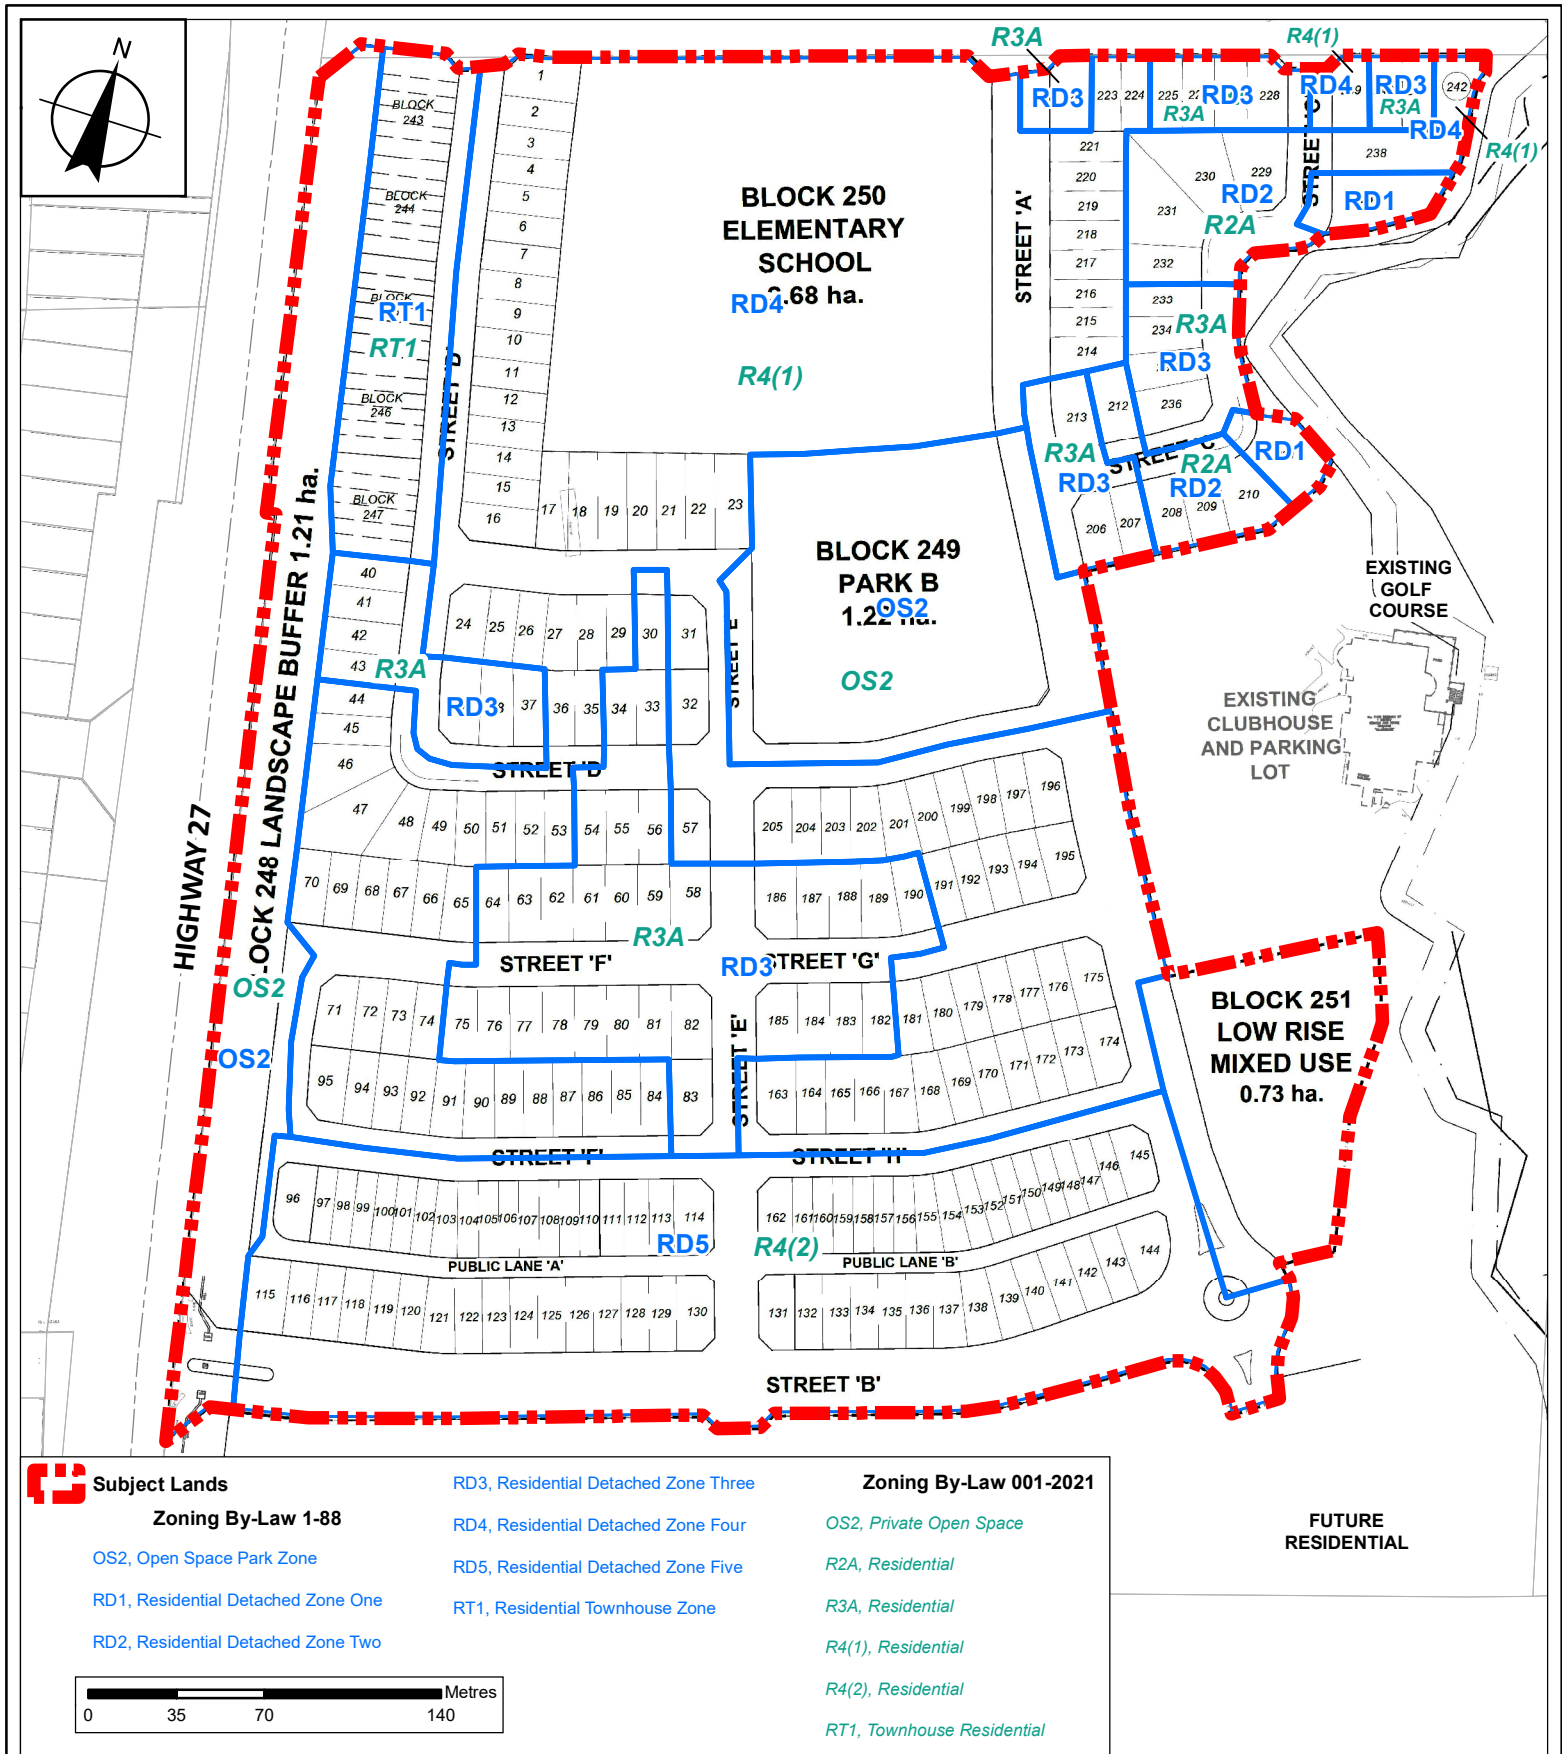 N
R3A
R4(1)
RD3
RD3
RD4
RD3
R3A
R3A
242
RD4
R4(1)
BLOCK
243
BLOCK
244
BLOCK
RT1
RT1
BLOCK
246
BLOCK
247
STREET 'D'
1
2
3
4
5
6
7
8
9
10
11
12
13
14
15
16
17 18 19 20 21 22 23
BLOCK 250
ELEMENTARY
SCHOOL
.68 ha.
RD4
R4(1)
STREET 'A'
223 224 225 228
221
220
219
218
217
216
215
214
213 212
230 229
231
232
233
234
236
238
RD2
R2A
RD1
R3A
RD3
RD1
R3A
RD3
R2A
RD2
STREET 'C'
206 207 208 209 210
BLOCK 249
PARK B
1.22 ha.
OS2
OS2
EXISTING
GOLF
COURSE
EXISTING
CLUBHOUSE
AND PARKING
LOT
HIGHWAY 27
LOCK 248 LANDSCAPE BUFFER 1.21 ha.
OS2
OS2
40
41
42
43
44
45
46
47
R3A
RD3
24 25 26 27 28 29 30 31
37 36 35 34 33 32
STREET 'D
STREET 'E'
48 49 50 51 52 53 54 55 56 57
70 69 68 67 66 65 64 63 62 61 60 59 58
R3A
STREET 'F'
RD3
STREET 'G'
205 204 203 202 201 200 199 198 197 196
186 187 188 189 190 191 192 193 194 195
71 72 73 74 75 76 77 78 79 80 81 82
95 94 93 92 91 90 89 88 87 86 85 84 83
STREET 'E'
185 184 183 182 181 180 179 178 177 176 175
163 164 165 166 167 168 169 170 171 172 173 174
STREET 'F'
STREET 'H'
BLOCK 251
LOW RISE
MIXED USE
0.73 ha.
96 97 98 99 100 101 102 103 104 105 106 107 108 109 110 111 112 113 114
162 161 160 159 158 157 156 155 154 153 152 151 150 149 148 147 146 145
RD5
R4(2)
PUBLIC LANE 'A'
PUBLIC LANE 'B'
115 116 117 118 119 120 121 122 123 124 125 126 127 128 129 130
131 132 133 134 135 136 137 138 139 140 141 142 143 144
STREET 'B'
FUTURE
RESIDENTIAL
Subject Lands
Zoning By-Law 1-88
OS2, Open Space Park Zone
RD1, Residential Detached Zone One
RD2, Residential Detached Zone Two
RD3, Residential Detached Zone Three
RD4, Residential Detached Zone Four
RD5, Residential Detached Zone Five
RT1, Residential Townhouse Zone
Zoning By-Law 001-2021
OS2, Private Open Space
R2A, Residential
R3A, Residential
R4(1), Residential
R4(2), Residential
RT1, Townhouse Residential
Metres
0 35 70 140